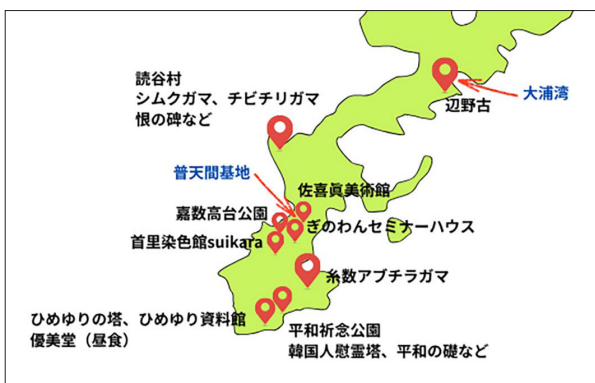 読谷村
シムクガマ、チビチリガマ
恨の碑など
大浦湾
辺野古
普天間基地
佐喜眞美術館
嘉数高台公園
ぎのわんセミナーハウス
首里染色館suikara
糸数アブチラガマ
ひめゆりの塔、ひめゆり資料館
優美堂（昼食）
平和祈念公園
韓国人慰霊塔、平和の礎など